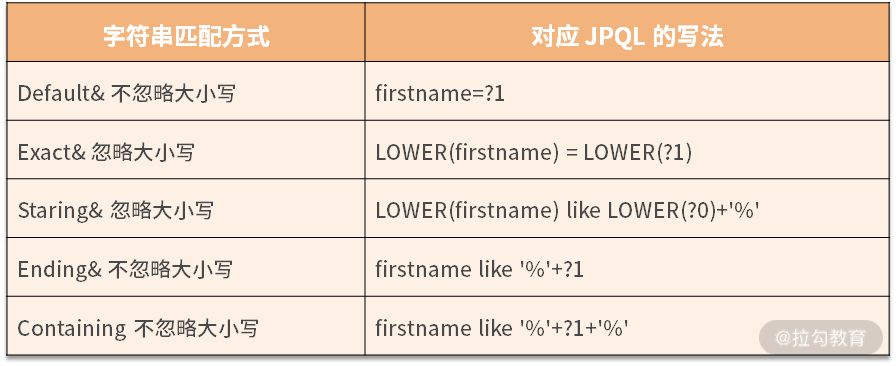 字符串匹配方式 对应 JPQL 的写法
Default& 不忽略大小写 firstname=?1
Exact& 忽略大小写 LOWER(firstname) = LOWER(?1)
Staring& 忽略大小写 LOWER(firstname) like LOWER(?0)+'%'
Ending& 不忽略大小写 firstname like '%'+?1
Containing 不忽略大小写 firstname like '%'+?1+'%'
@拉勾教育